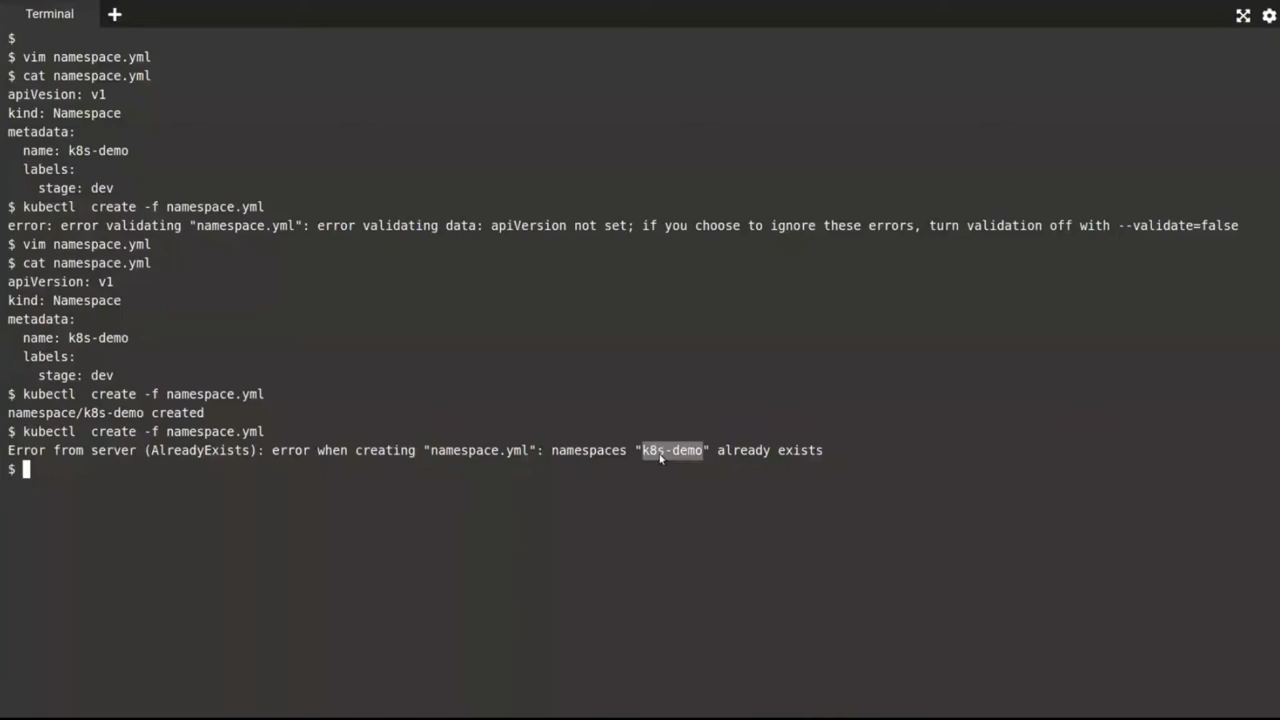 Terminal
$
$ vim namespace.yml
$ cat namespace.yml
apiVesion: v1
kind: Namespace
metadata:
  name: k8s-demo
  labels:
    stage: dev
$ kubectl  create -f namespace.yml
error: error validating "namespace.yml": error validating data: apiVersion not set; if you choose to ignore these errors, turn validation off with --validate=false
$ vim namespace.yml
$ cat namespace.yml
apiVersion: v1
kind: Namespace
metadata:
  name: k8s-demo
  labels:
    stage: dev
$ kubectl  create -f namespace.yml
namespace/k8s-demo created
$ kubectl  create -f namespace.yml
Error from server (AlreadyExists): error when creating "namespace.yml": namespaces "k8s-demo" already exists
$